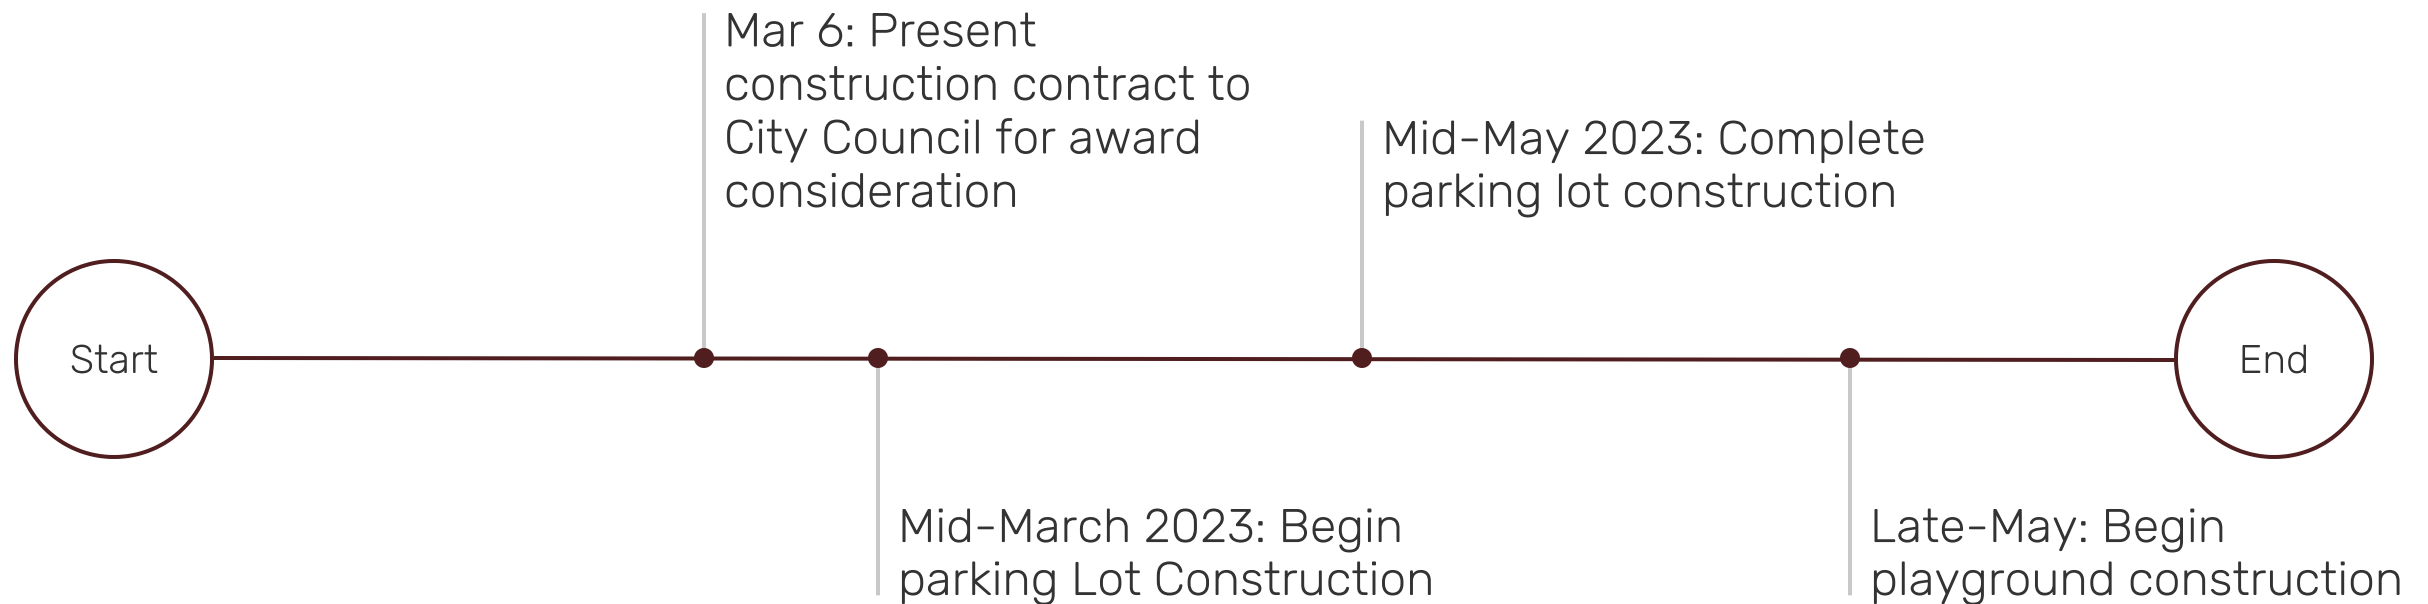 Mar 6: Present
construction contract to
City Council for award
consideration
Mid-May 2023: Complete
parking lot construction
Start
End
Mid-March 2023: Begin
parking Lot Construction
Late-May: Begin
playground construction